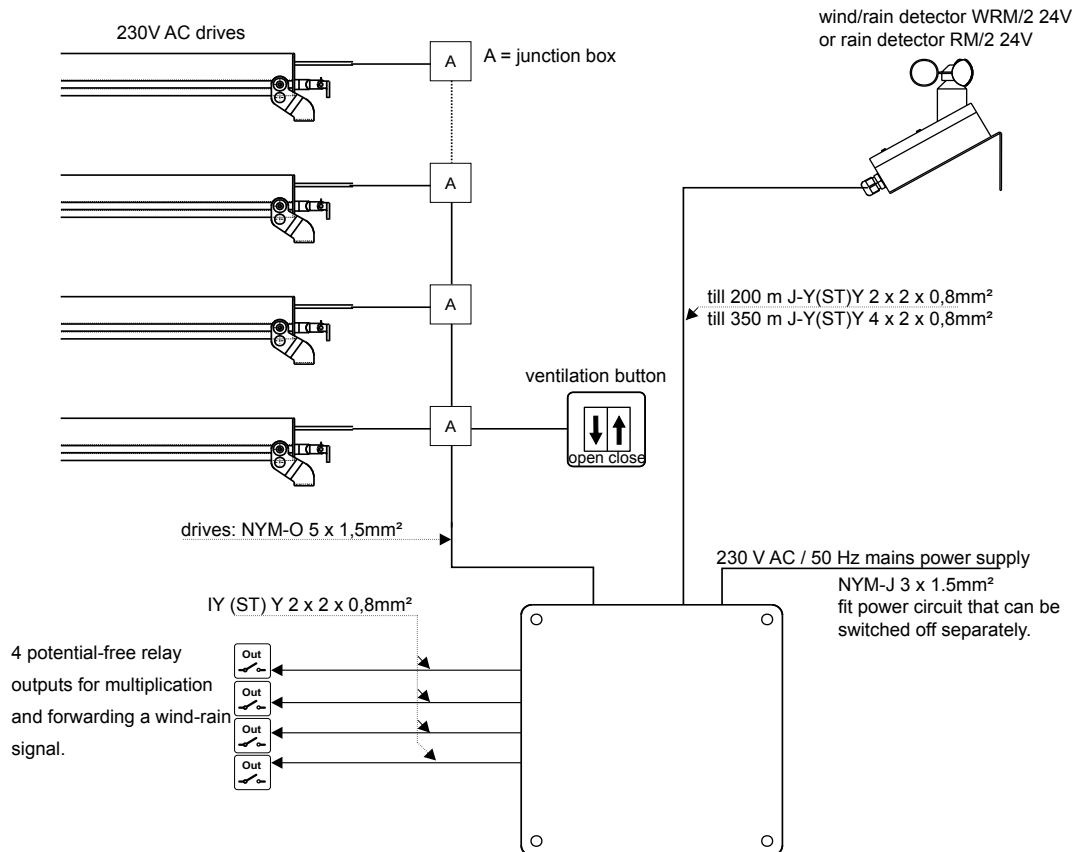 230V AC drives
A
A = junction box
wind/rain detector WRM/2 24V
or rain detector RM/2 24V
A
A
till 200 m J-Y(ST)Y 2 x 2 x 0,8mm²
till 350 m J-Y(ST)Y 4 x 2 x 0,8mm²
ventilation button
A
open close
drives: NYM-O 5 x 1,5mm²
230 V AC / 50 Hz mains power supply
NYM-J 3 x 1.5mm²
fit power circuit that can be
switched off separately.
IY (ST) Y 2 x 2 x 0,8mm²
4 potential-free relay
outputs for multiplication
and forwarding a wind-rain
signal.
Out
Out
Out
Out